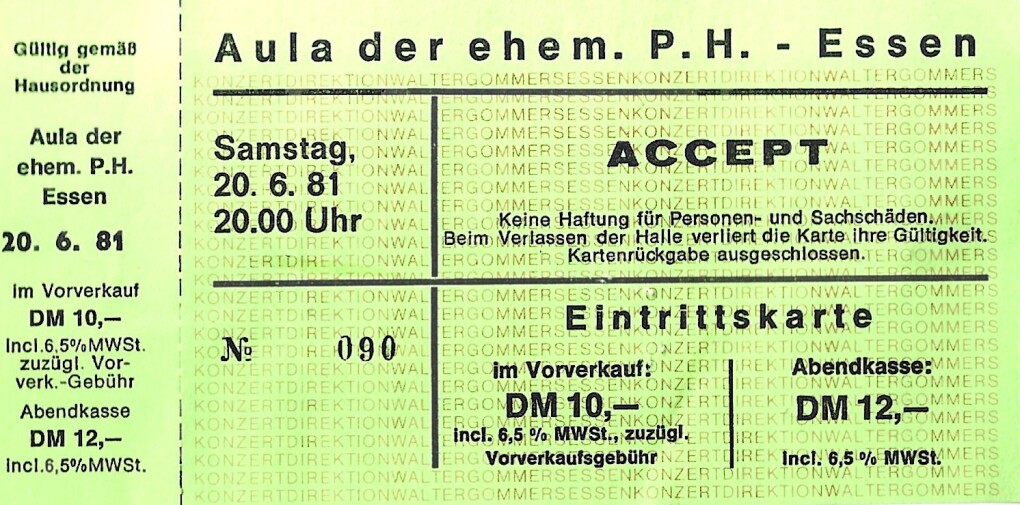 Gültig gemäß
der
Hausordnung
Aula der
ehem. P.H.
Essen
20. 6. 81
im Vorverkauf
DM 10,—
incl. 6,5% MWSt.
zuzügl. Vor-
verk.-Gebühr
Abendkasse
DM 12,—
incl. 6,5% MWSt.
Aula der ehem. P.H. - Essen
Samstag,
20. 6. 81
20.00 Uhr
ACCEPT
Keine Haftung für Personen- und Sachschäden.
Beim Verlassen der Halle verliert die Karte ihre Gültigkeit.
Kartenrückgabe ausgeschlossen.
№ 090
Eintrittskarte
im Vorverkauf:
DM 10,—
incl. 6,5 % MWSt., zuzügl.
Vorverkaufsgebühr
Abendkasse:
DM 12,—
incl. 6,5 % MWSt.
KONZERTDIREKTIONWALTERGOMMERSESSENKONZERTDIREKTIONWALTERGOMMERS